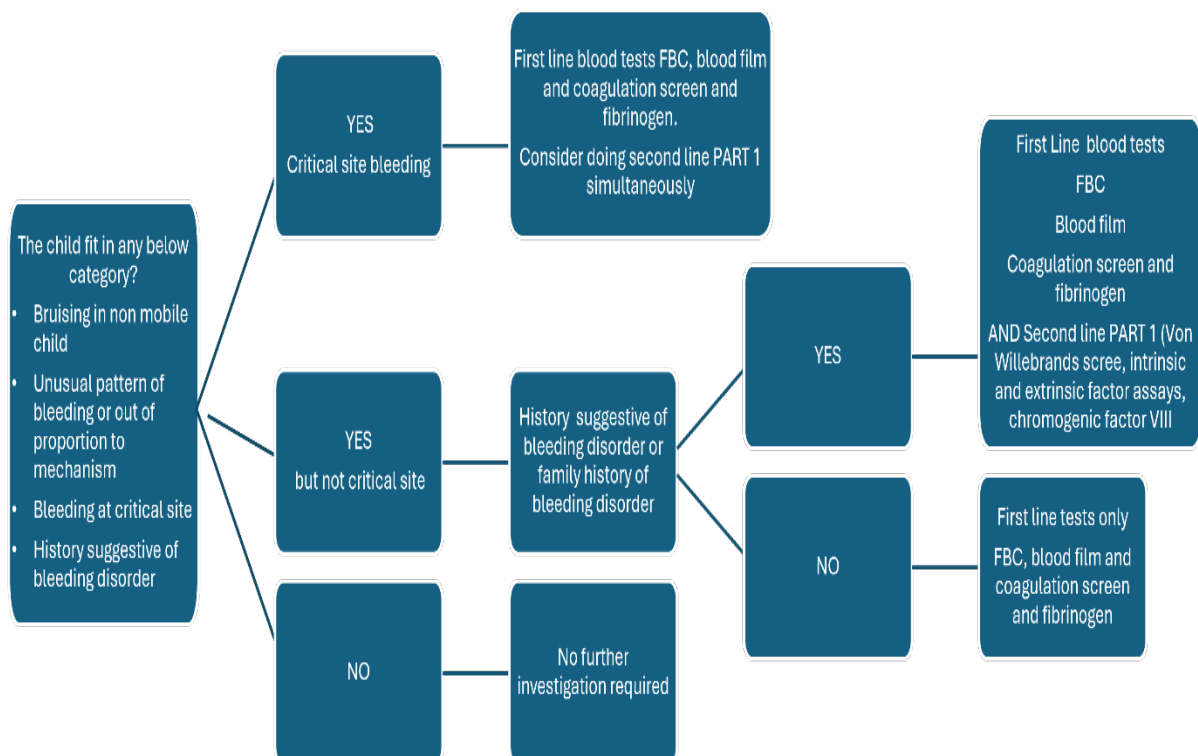 The child fit in any below
category?
• Bruising in non mobile
child
• Unusual pattern of
bleeding or out of
proportion to
mechanism
• Bleeding at critical site
• History suggestive of
bleeding disorder
YES
Critical site bleeding
First line blood tests FBC, blood film
and coagulation screen and
fibrinogen.
Consider doing second line PART 1
simultaneously
YES
but not critical site
History suggestive of
bleeding disorder or
family history of
bleeding disorder
YES
First Line blood tests
FBC
Blood film
Coagulation screen and
fibrinogen
AND Second line PART 1 (Von
Willebrands scree, intrinsic
and extrinsic factor assays,
chromogenic factor VIII
NO
First line tests only
FBC, blood film and
coagulation screen
and fibrinogen
NO
No further
investigation required